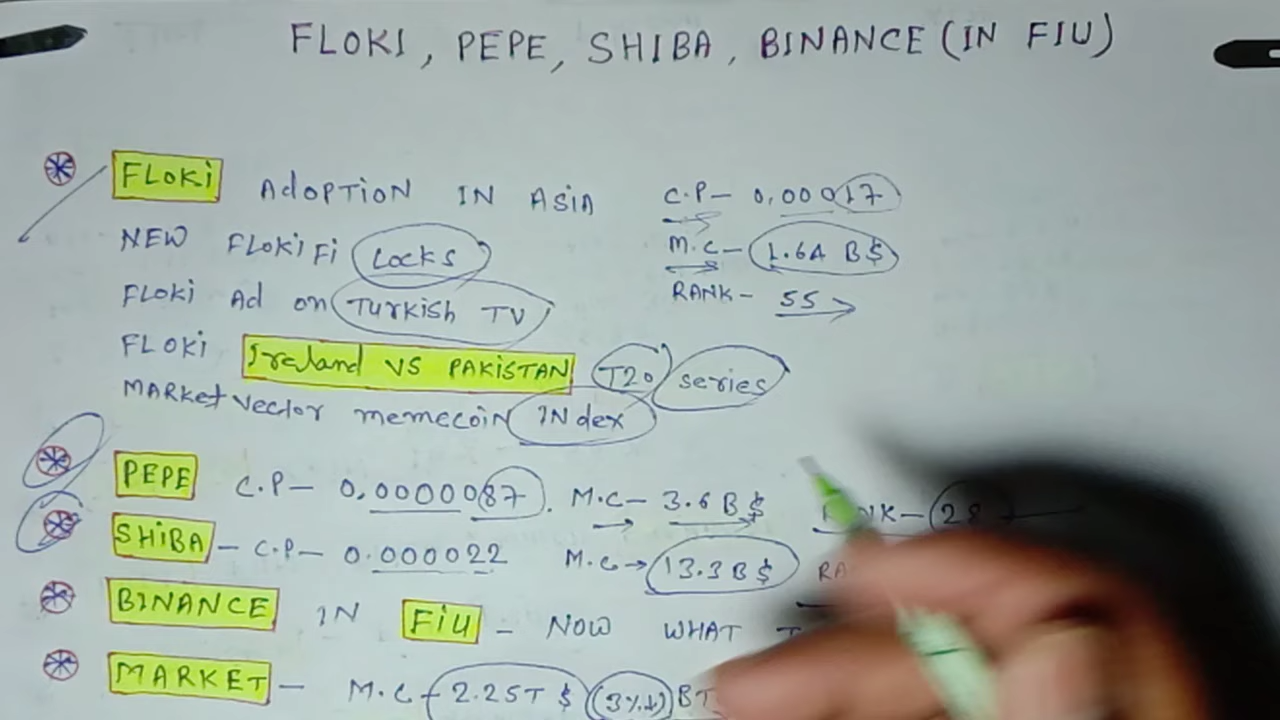 FLOKI, PEPE, SHIBA, BINANCE (IN FIU)
FLOKi AdOPTiON IN ASiA C.P- 0.00017
NEW FLOKi Fi Locks M.C- 1.64 B$
FLOKi Ad on TURKish TV RANK- 55
FLOKi Ireland VS PAKISTAN T20 series
MARKet Vector memecoiN INdex
PEPE C.P- 0.0000087 M.C- 3.6 B $ 28
SHiBA - C.P- 0.000022 M.C 13.3B $
BINANCE IN FiU - NOW WHAT
MARKET - M.C- 2.25T $ (3%↓)